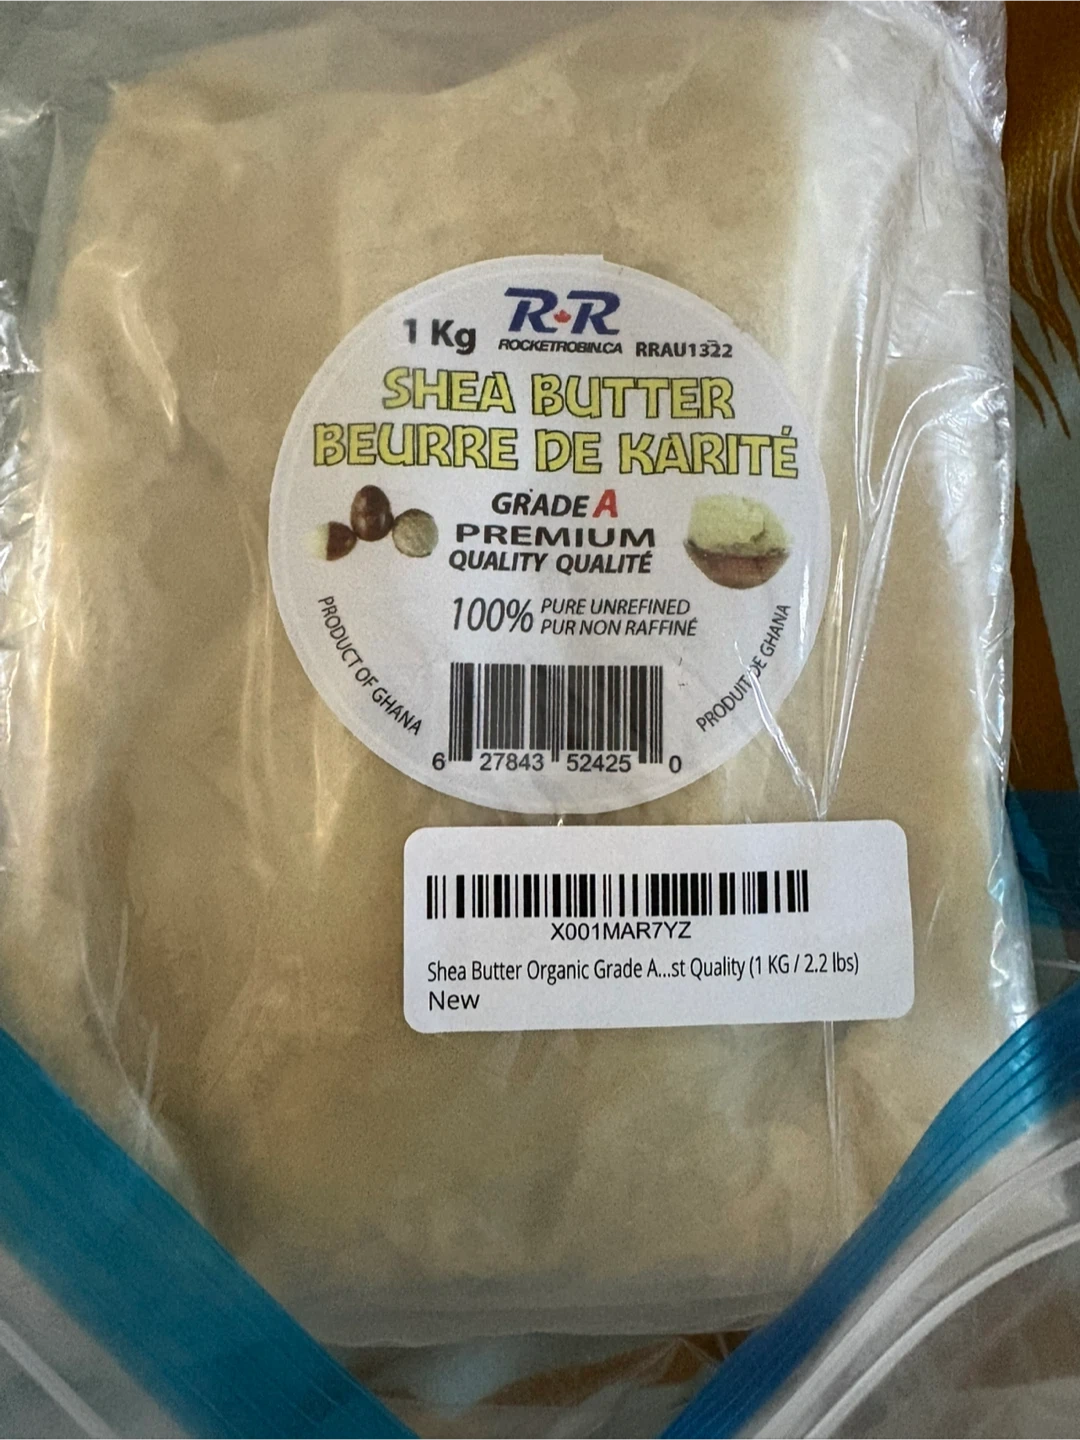 R R
1 Kg
ROCKETROBIN.CA
RRAU1322
SHEA BUTTER
BEURRE DE KARITÉ
GRADE A
PREMIUM
QUALITY QUALITÉ
100% PURE UNREFINED
PUR NON RAFFINÉ
PRODUCT OF GHANA
PRODUIT DE GHANA
6 27843 52425 0
X001MAR7YZ
Shea Butter Organic Grade A...st Quality (1 KG / 2.2 lbs)
New